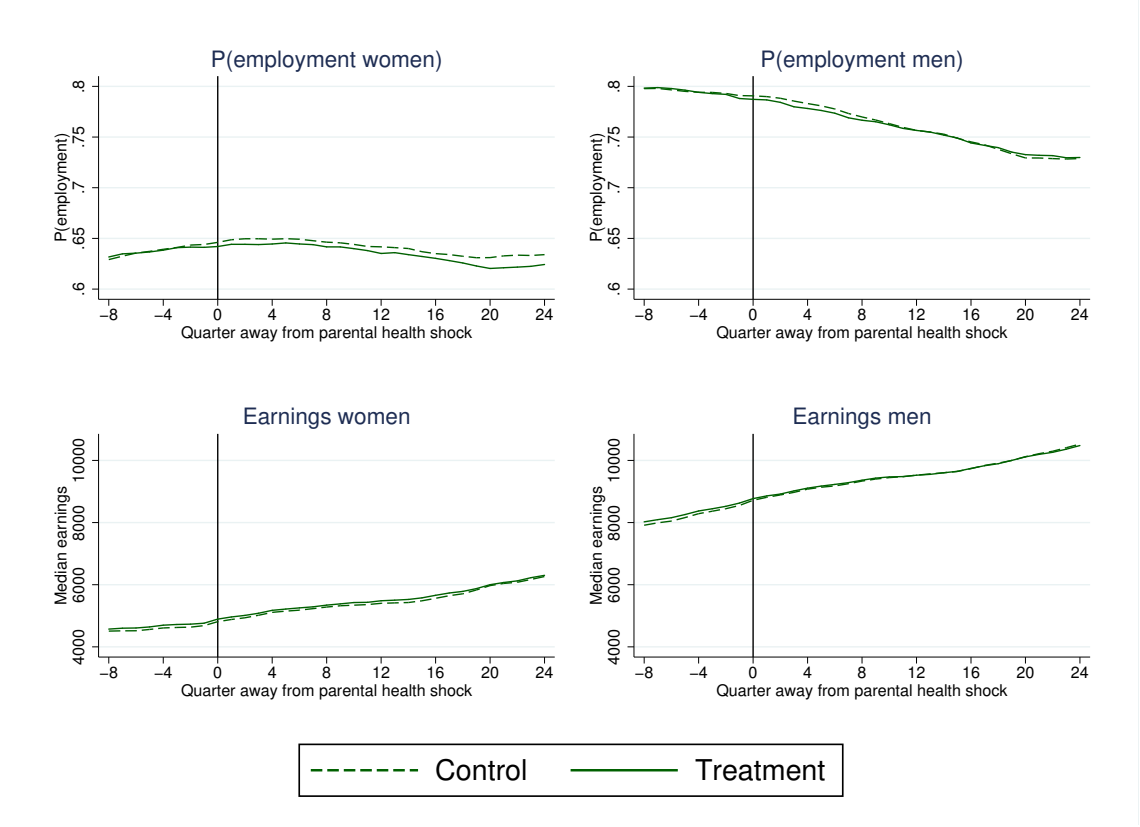 P(employment women)
P(employment)
.8
.75
.7
.65
.6
−8 −4 0 4 8 12 16 20 24
Quarter away from parental health shock
P(employment men)
P(employment)
.8
.75
.7
.65
.6
−8 −4 0 4 8 12 16 20 24
Quarter away from parental health shock
Earnings women
Median earnings
10000
8000
6000
4000
−8 −4 0 4 8 12 16 20 24
Quarter away from parental health shock
Earnings men
Median earnings
10000
8000
6000
4000
−8 −4 0 4 8 12 16 20 24
Quarter away from parental health shock
Control Treatment